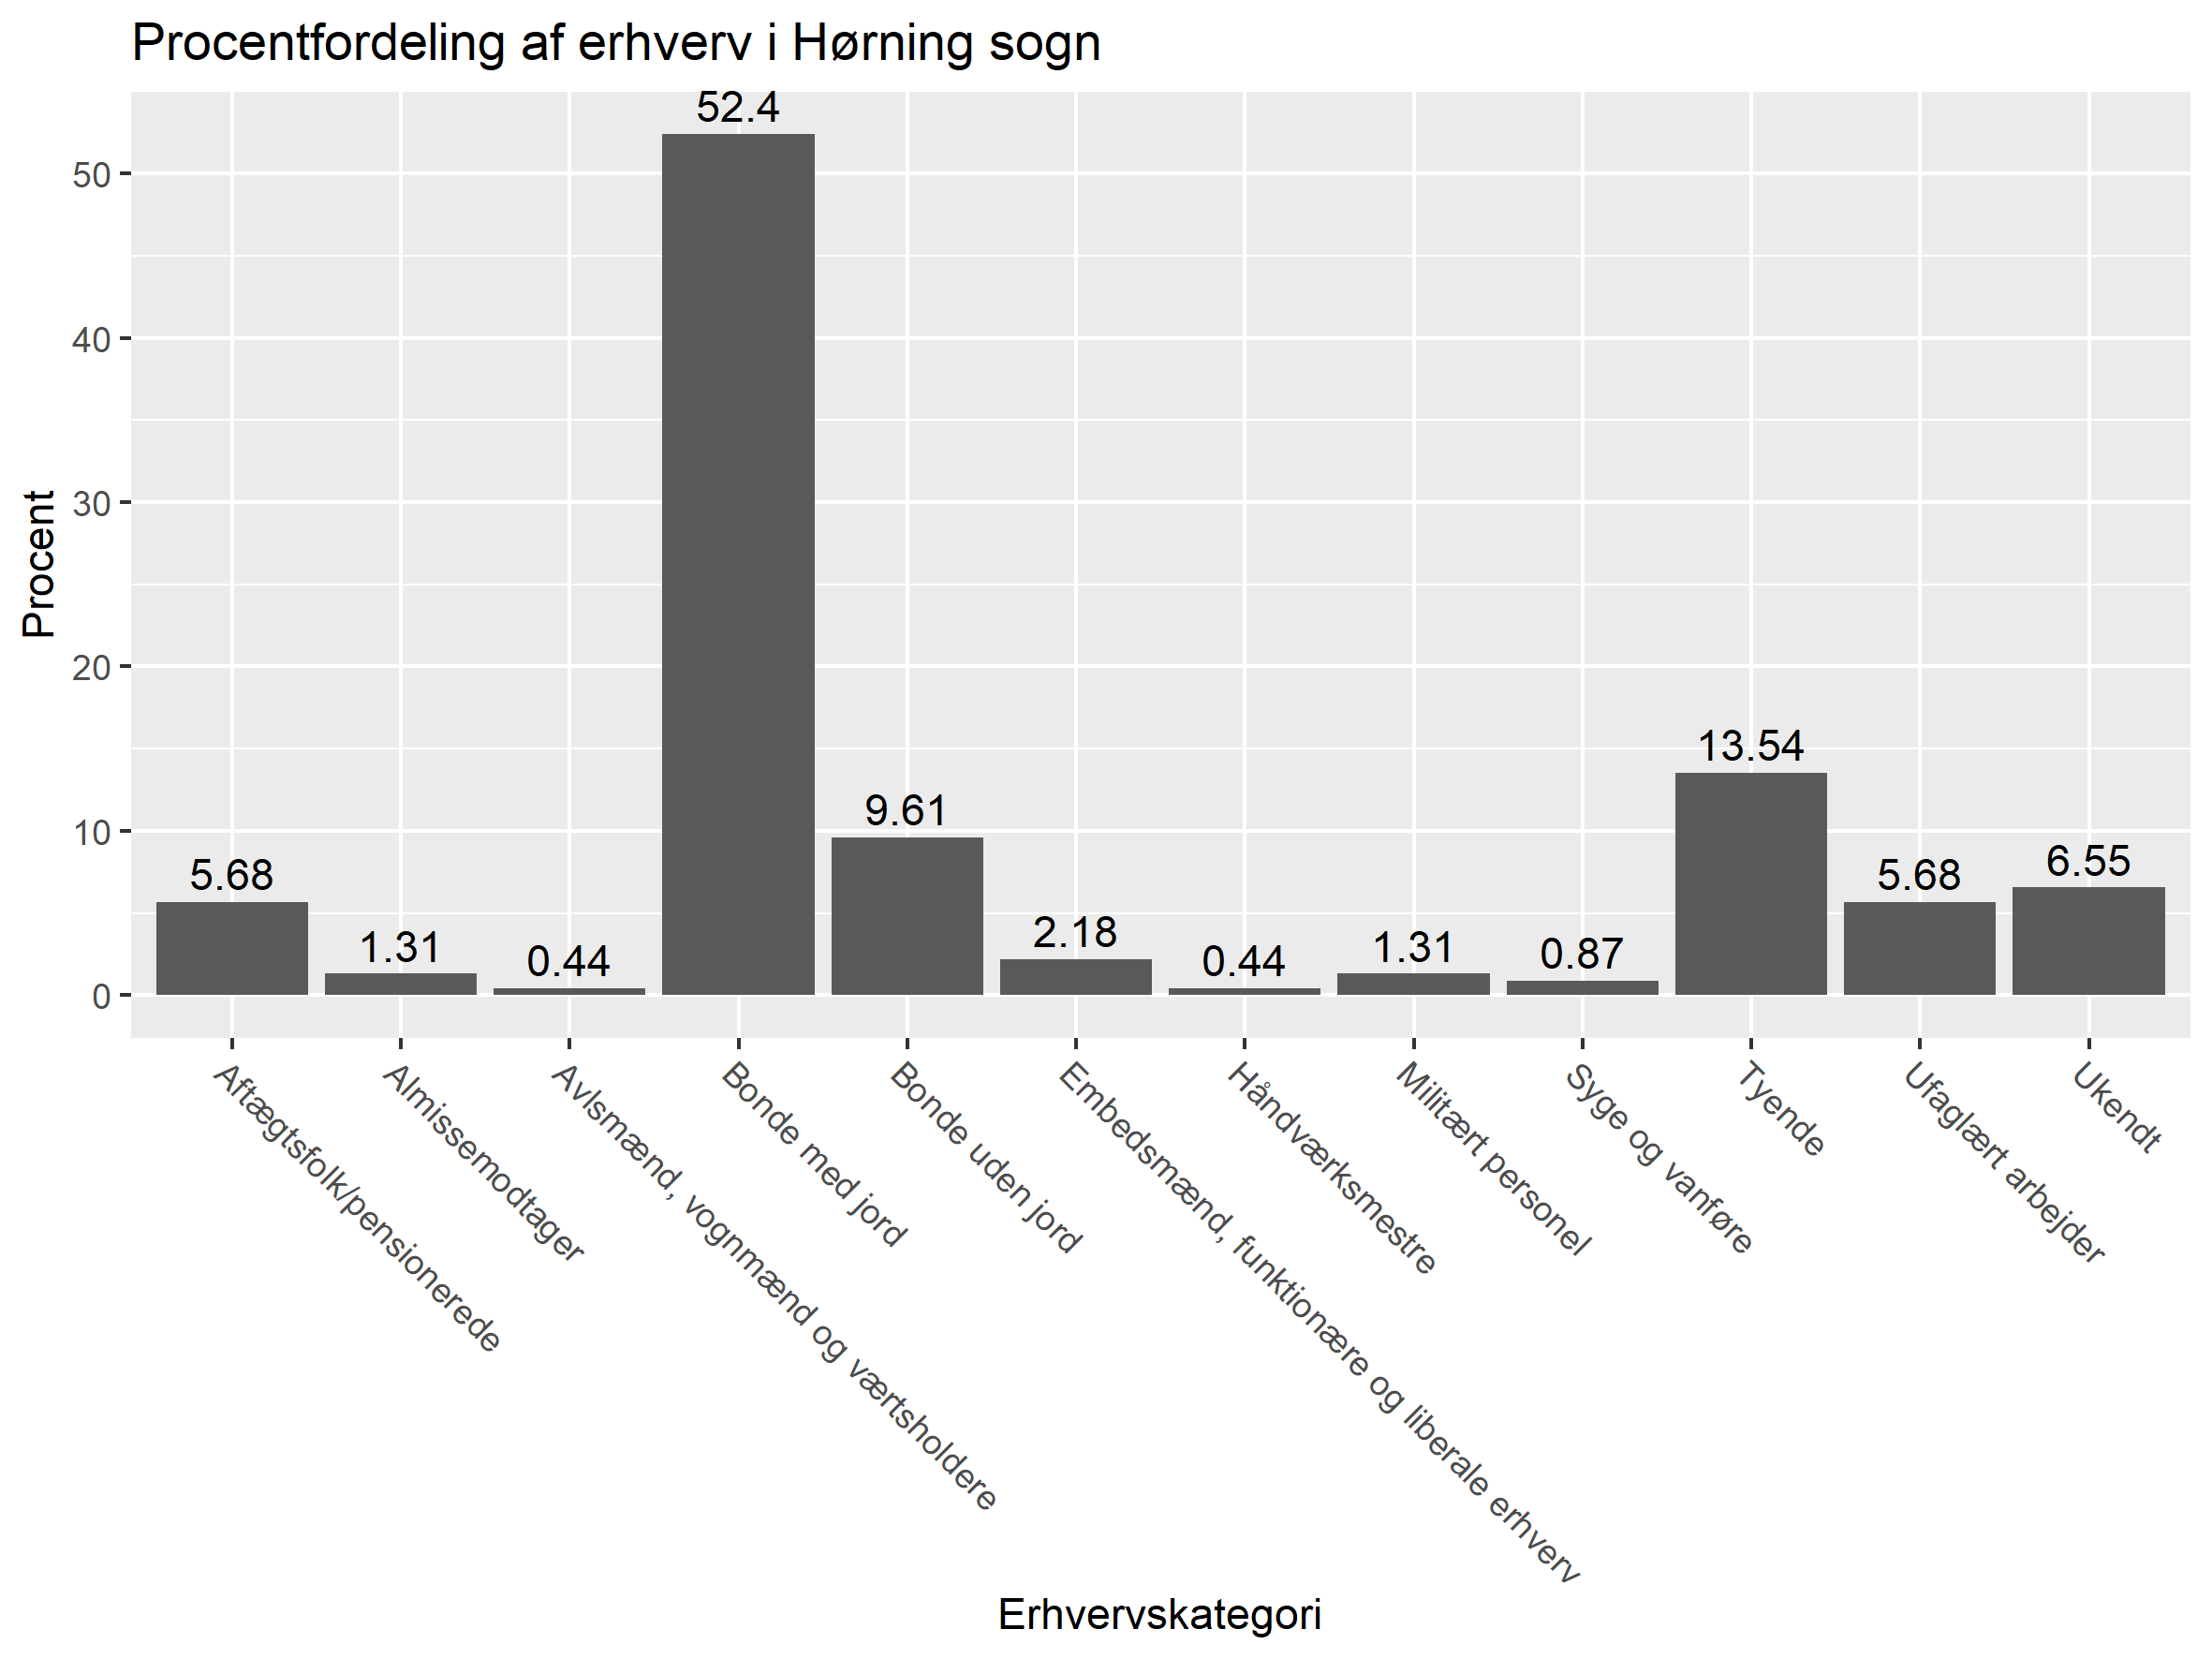 Procentfordeling af erhverv i Hørning sogn
Procent
50
40
30
20
10
0
5.68
1.31
0.44
52.4
9.61
2.18
0.44
1.31
0.87
13.54
5.68
6.55
Aftægtsfolk/pensionerede
Almissemodtager
Avlsmænd, vognmænd og værtsholdere
Bonde med jord
Bonde uden jord
Embedsmænd, funktionære og liberale erhverv
Håndværksmestre
Militært personel
Syge og vanføre
Tyende
Ufaglært arbejder
Ukendt
Erhvervskategori